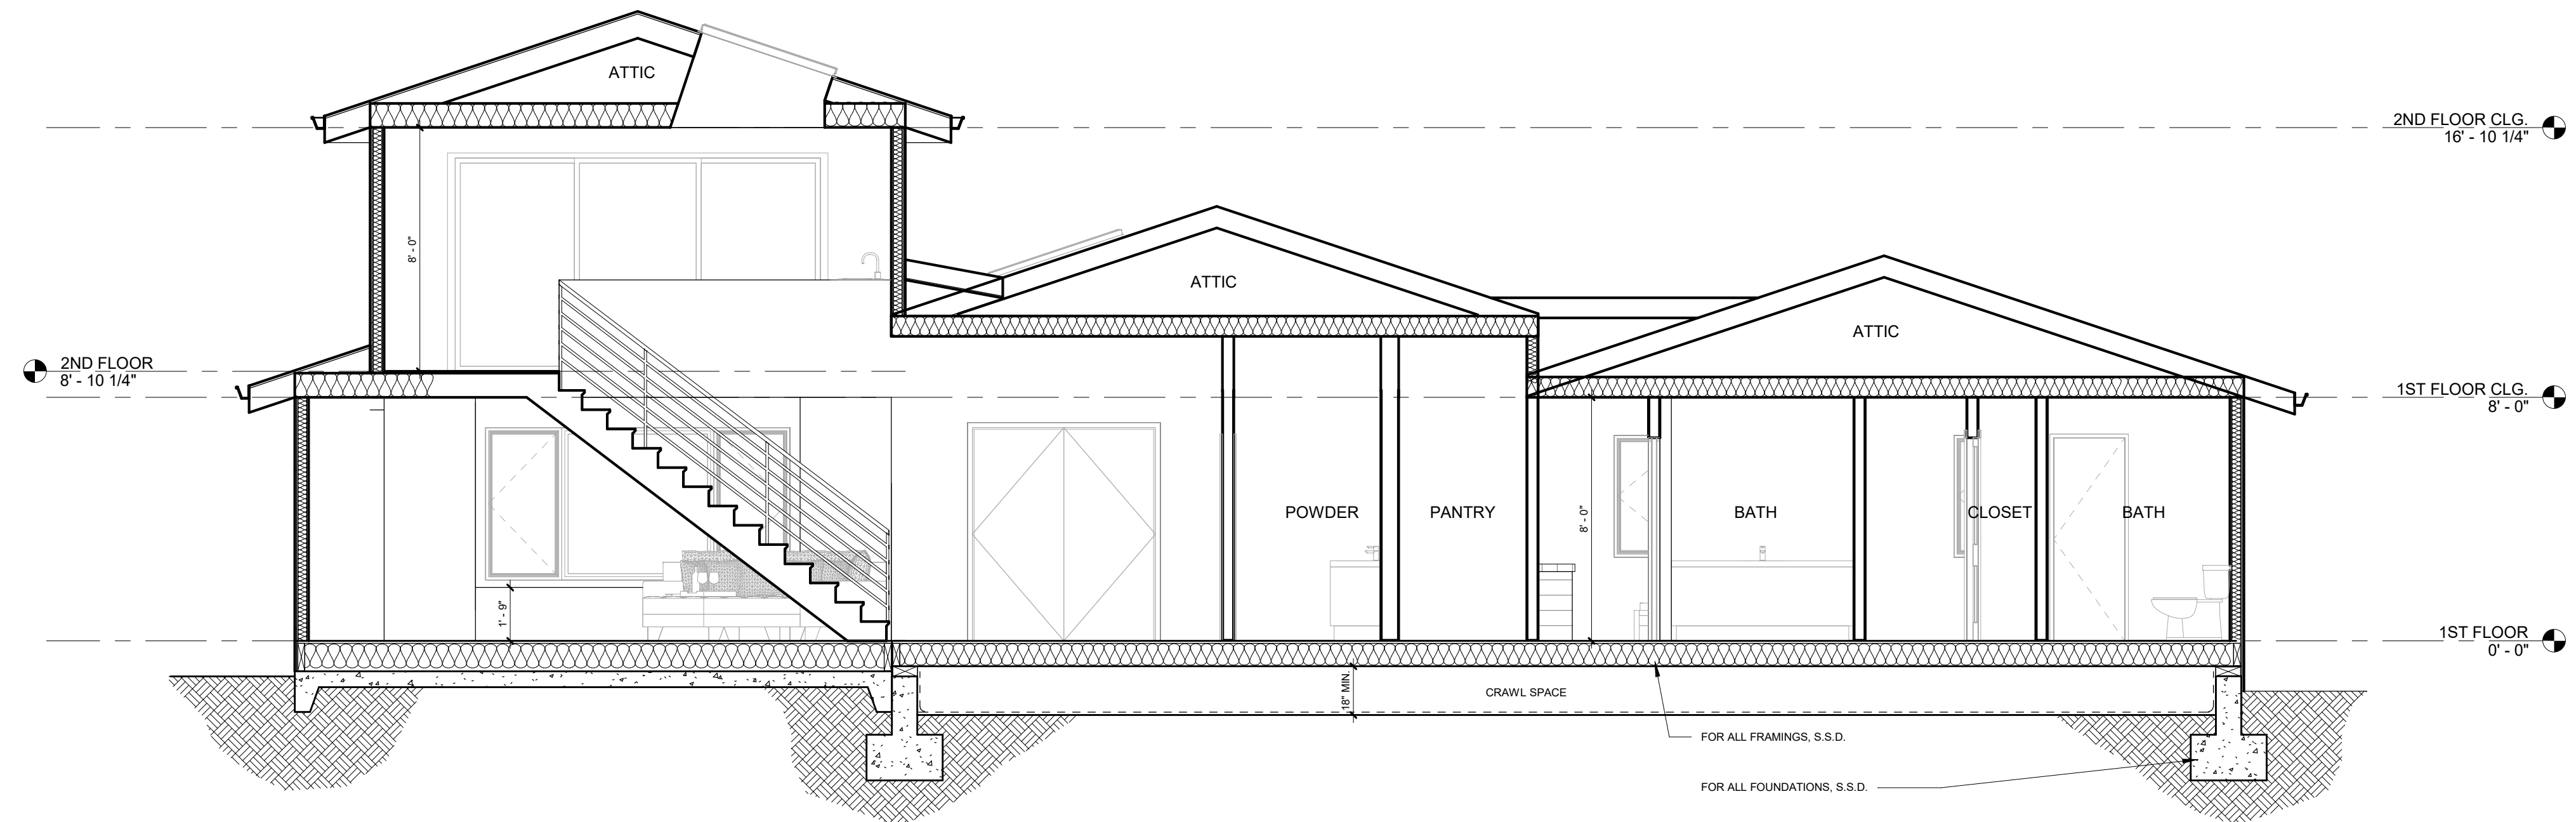 ATTIC
2ND FLOOR CLG.
16' - 10 1/4"
8' - 0"
ATTIC
ATTIC
2ND FLOOR
8' - 10 1/4"
1ST FLOOR CLG.
8' - 0"
POWDER
PANTRY
8' - 0"
BATH
CLOSET
BATH
1' - 9"
1ST FLOOR
0' - 0"
18" MIN.
CRAWL SPACE
FOR ALL FRAMINGS, S.S.D.
FOR ALL FOUNDATIONS, S.S.D.